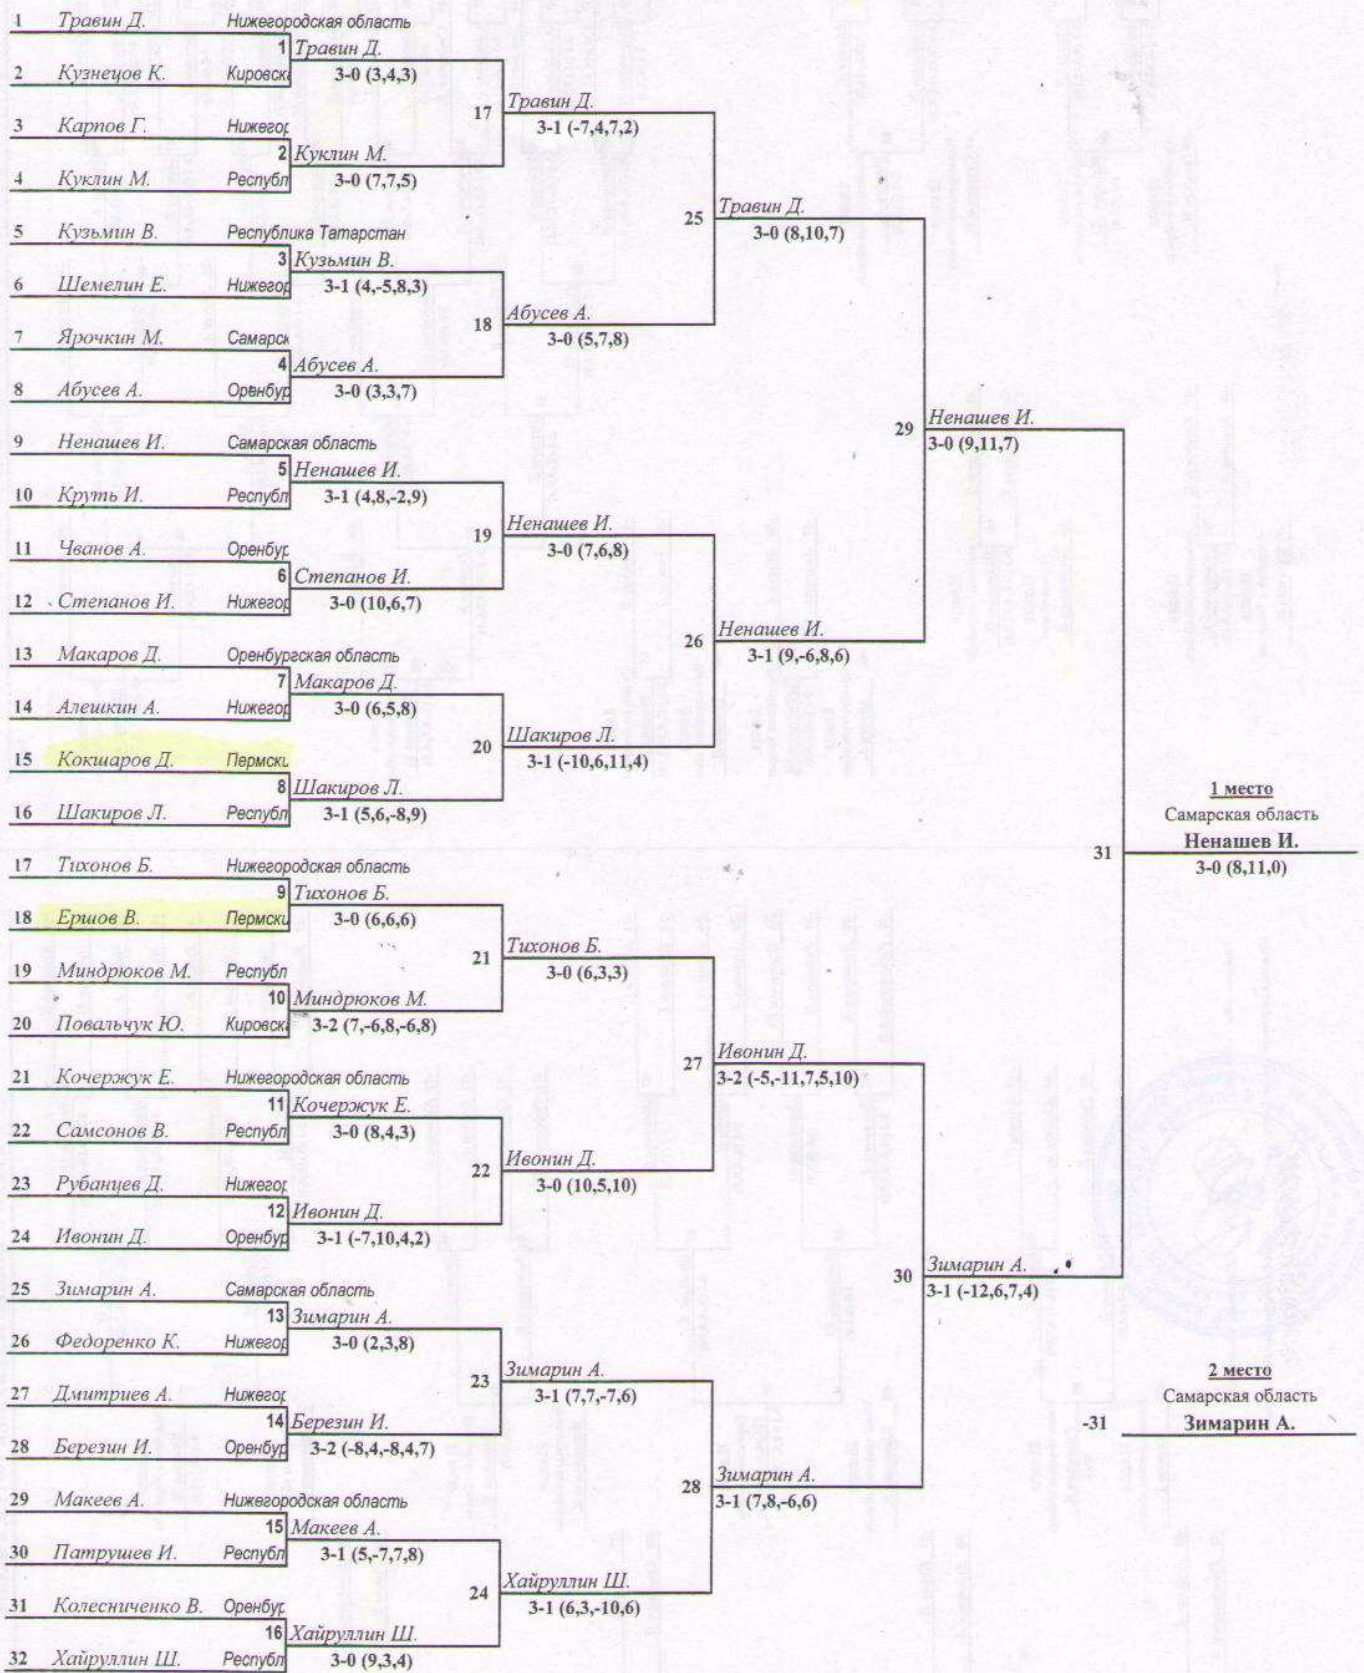 1 Травин Д. Нижегородская область
1 Травин Д.
2 Кузнецов К. Кировск 3-0 (3,4,3)
17 Травин Д.
3 Карпов Г. Нижегор 3-1 (-7,4,7,2)
2 Куклин М.
4 Куклин М. Республ 3-0 (7,7,5)
25 Травин Д.
5 Кузьмин В. Республика Татарстан 3-0 (8,10,7)
3 Кузьмин В.
6 Шемелин Е. Нижегор 3-1 (4,-5,8,3)
18 Абусев А.
7 Ярочкин М. Самарск 3-0 (5,7,8)
4 Абусев А.
8 Абусев А. Оренбур 3-0 (3,3,7)
29 Ненашев И.
9 Ненашев И. Самарская область 3-0 (9,11,7)
5 Ненашев И.
10 Круть И. Республ 3-1 (4,8,-2,9)
19 Ненашев И.
11 Чванов А. Оренбур 3-0 (7,6,8)
6 Степанов И.
12 Степанов И. Нижегор 3-0 (10,6,7)
26 Ненашев И.
13 Макаров Д. Оренбургская область 3-1 (9,-6,8,6)
7 Макаров Д.
14 Алешкин А. Нижегор 3-0 (6,5,8)
20 Шакиров Л.
15 Кокшаров Д. Пермски 3-1 (-10,6,11,4)
8 Шакиров Л. 1 место
16 Шакиров Л. Республ 3-1 (5,6,-8,9) Самарская область
31 Ненашев И.
17 Тихонов Б. Нижегородская область 3-0 (8,11,0)
9 Тихонов Б.
18 Ершов В. Пермски 3-0 (6,6,6)
21 Тихонов Б.
19 Миндрюков М. Республ 3-0 (6,3,3)
10 Миндрюков М.
20 Повальчук Ю. Кировск 3-2 (7,-6,8,-6,8)
27 Ивонин Д.
21 Кочержук Е. Нижегородская область 3-2 (-5,-11,7,5,10)
11 Кочержук Е.
22 Самсонов В. Республ 3-0 (8,4,3)
22 Ивонин Д.
23 Рубанцев Д. Нижегор 3-0 (10,5,10)
12 Ивонин Д.
24 Ивонин Д. Оренбур 3-1 (-7,10,4,2)
30 Зимарин А.
25 Зимарин А. Самарская область 3-1 (-12,6,7,4)
13 Зимарин А.
26 Федоренко К. Нижегор 3-0 (2,3,8)
23 Зимарин А. 2 место
27 Дмитриев А. Нижегор 3-1 (7,7,-7,6) Самарская область
14 Березин И. -31 Зимарин А.
28 Березин И. Оренбур 3-2 (-8,4,-8,4,7)
28 Зимарин А.
29 Макеев А. Нижегородская область 3-1 (7,8,-6,6)
15 Макеев А.
30 Патрушев И. Республ 3-1 (5,-7,7,8)
24 Хайруллин Ш.
31 Колесниченко В. Оренбур 3-1 (6,3,-10,6)
16 Хайруллин Ш.
32 Хайруллин Ш. Республ 3-0 (9,3,4)